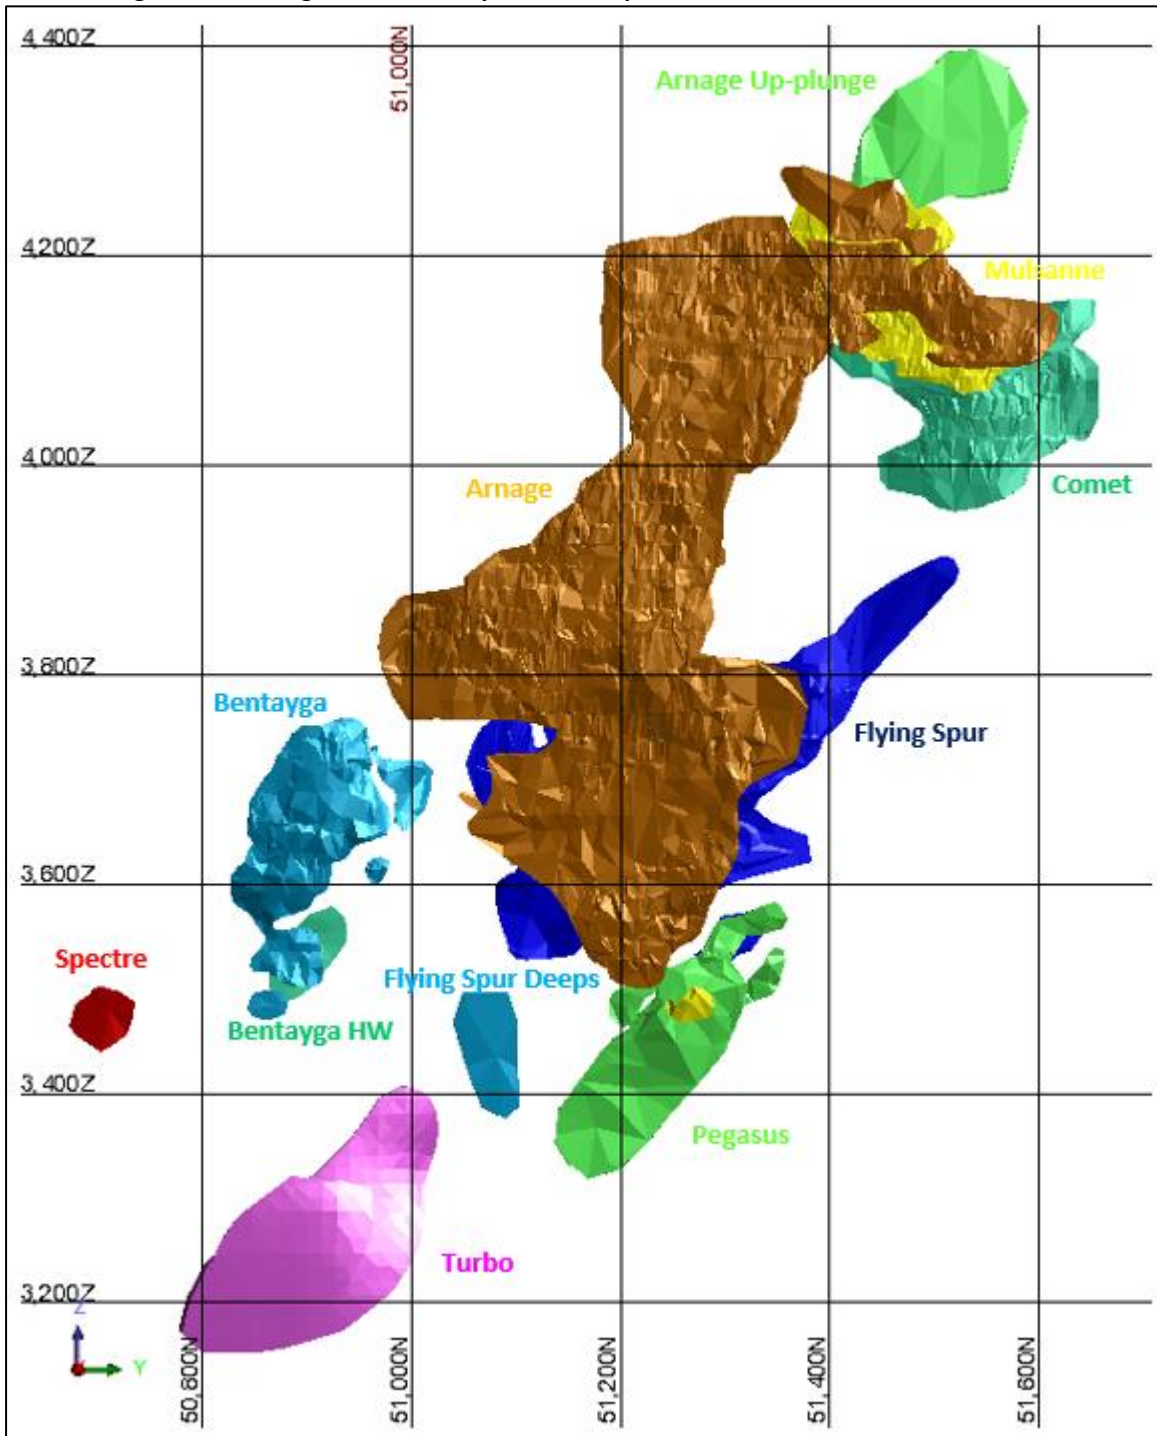 4,400Z
51,000N
Arnage Up-plunge
4,200Z
Mulsanne
4,000Z
Arnage
Comet
3,800Z
Bentayga
Flying Spur
3,600Z
Spectre
Flying Spur Deeps
Bentayga HW
3,400Z
Pegasus
Turbo
3,200Z
Z
Y
50,800N
51,000N
51,200N
51,400N
51,600N